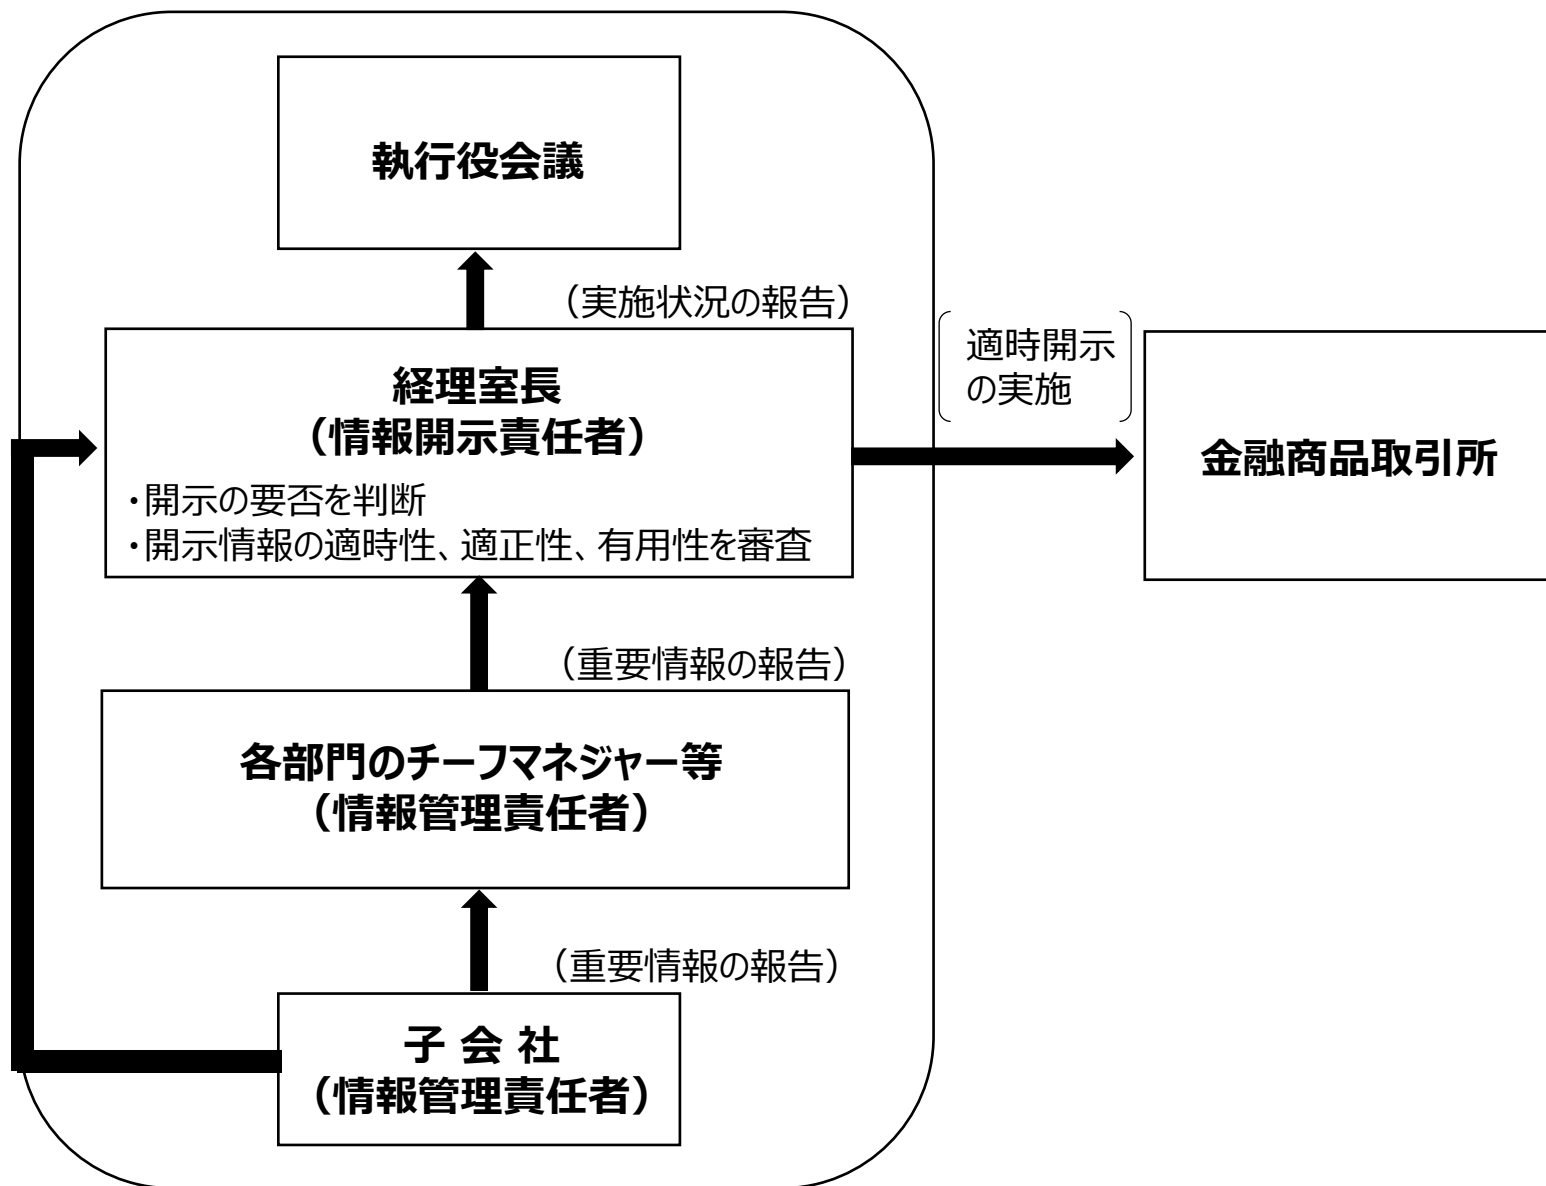 執行役会議
（実施状況の報告）
経理室長
（情報開示責任者）
・開示の要否を判断
・開示情報の適時性、適正性、有用性を審査
適時開示
の実施
金融商品取引所
（重要情報の報告）
各部門のチーフマネジャー等
（情報管理責任者）
（重要情報の報告）
子 会 社
（情報管理責任者）